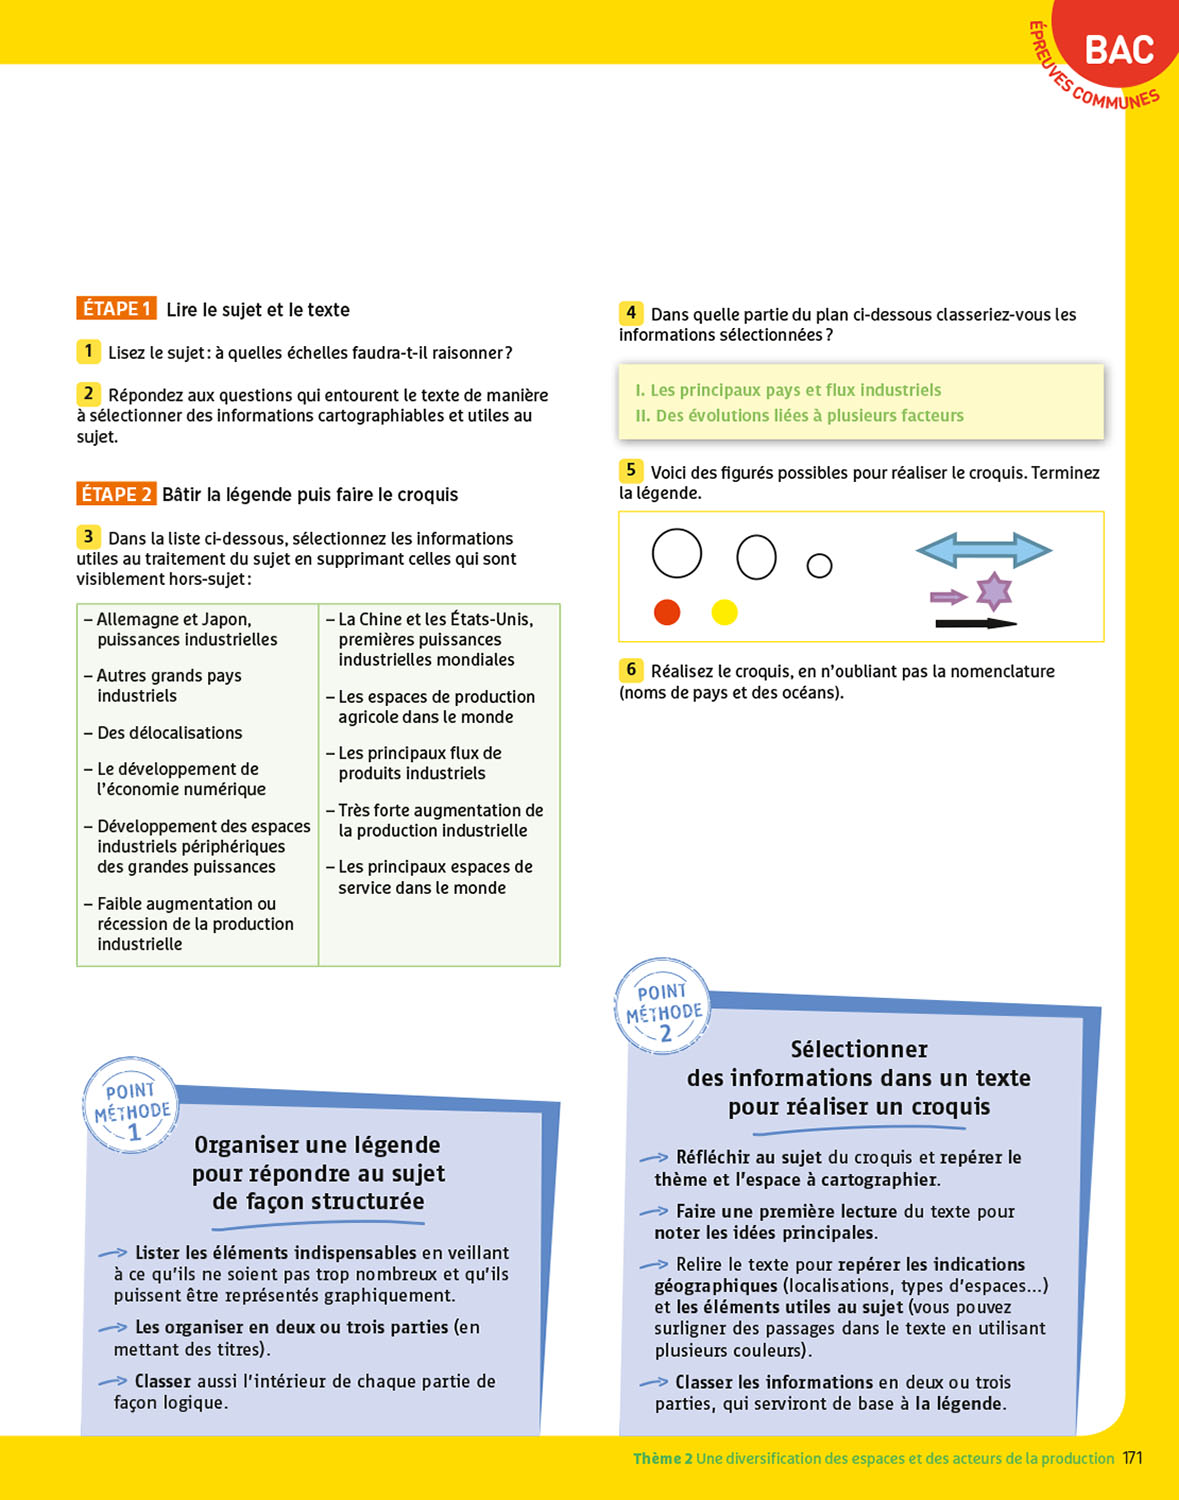 ÉPREUVES COMMUNES
BAC
ÉTAPE 1 Lire le sujet et le texte
1 Lisez le sujet : à quelles échelles faudra-t-il raisonner ?
2 Répondez aux questions qui entourent le texte de manière
à sélectionner des informations cartographiables et utiles au
sujet.
ÉTAPE 2 Bâtir la légende puis faire le croquis
3 Dans la liste ci-dessous, sélectionnez les informations
utiles au traitement du sujet en supprimant celles qui sont
visiblement hors-sujet :
– Allemagne et Japon,
puissances industrielles
– Autres grands pays
industriels
– Des délocalisations
– Le développement de
l'économie numérique
– Développement des espaces
industriels périphériques
des grandes puissances
– Faible augmentation ou
récession de la production
industrielle
– La Chine et les États-Unis,
premières puissances
industrielles mondiales
– Les espaces de production
agricole dans le monde
– Les principaux flux de
produits industriels
– Très forte augmentation de
la production industrielle
– Les principaux espaces de
service dans le monde
POINT
MÉTHODE
1
Organiser une légende
pour répondre au sujet
de façon structurée
Lister les éléments indispensables en veillant
à ce qu'ils ne soient pas trop nombreux et qu'ils
puissent être représentés graphiquement.
Les organiser en deux ou trois parties (en
mettant des titres).
Classer aussi l'intérieur de chaque partie de
façon logique.
4 Dans quelle partie du plan ci-dessous classeriez-vous les
informations sélectionnées ?
I. Les principaux pays et flux industriels
II. Des évolutions liées à plusieurs facteurs
5 Voici des figurés possibles pour réaliser le croquis. Terminez
la légende.
6 Réalisez le croquis, en n'oubliant pas la nomenclature
(noms de pays et des océans).
POINT
MÉTHODE
2
Sélectionner
des informations dans un texte
pour réaliser un croquis
Réfléchir au sujet du croquis et repérer le
thème et l'espace à cartographier.
Faire une première lecture du texte pour
noter les idées principales.
Relire le texte pour repérer les indications
géographiques (localisations, types d'espaces...)
et les éléments utiles au sujet (vous pouvez
surligner des passages dans le texte en utilisant
plusieurs couleurs).
Classer les informations en deux ou trois
parties, qui serviront de base à la légende.
Thème 2 Une diversification des espaces et des acteurs de la production 171